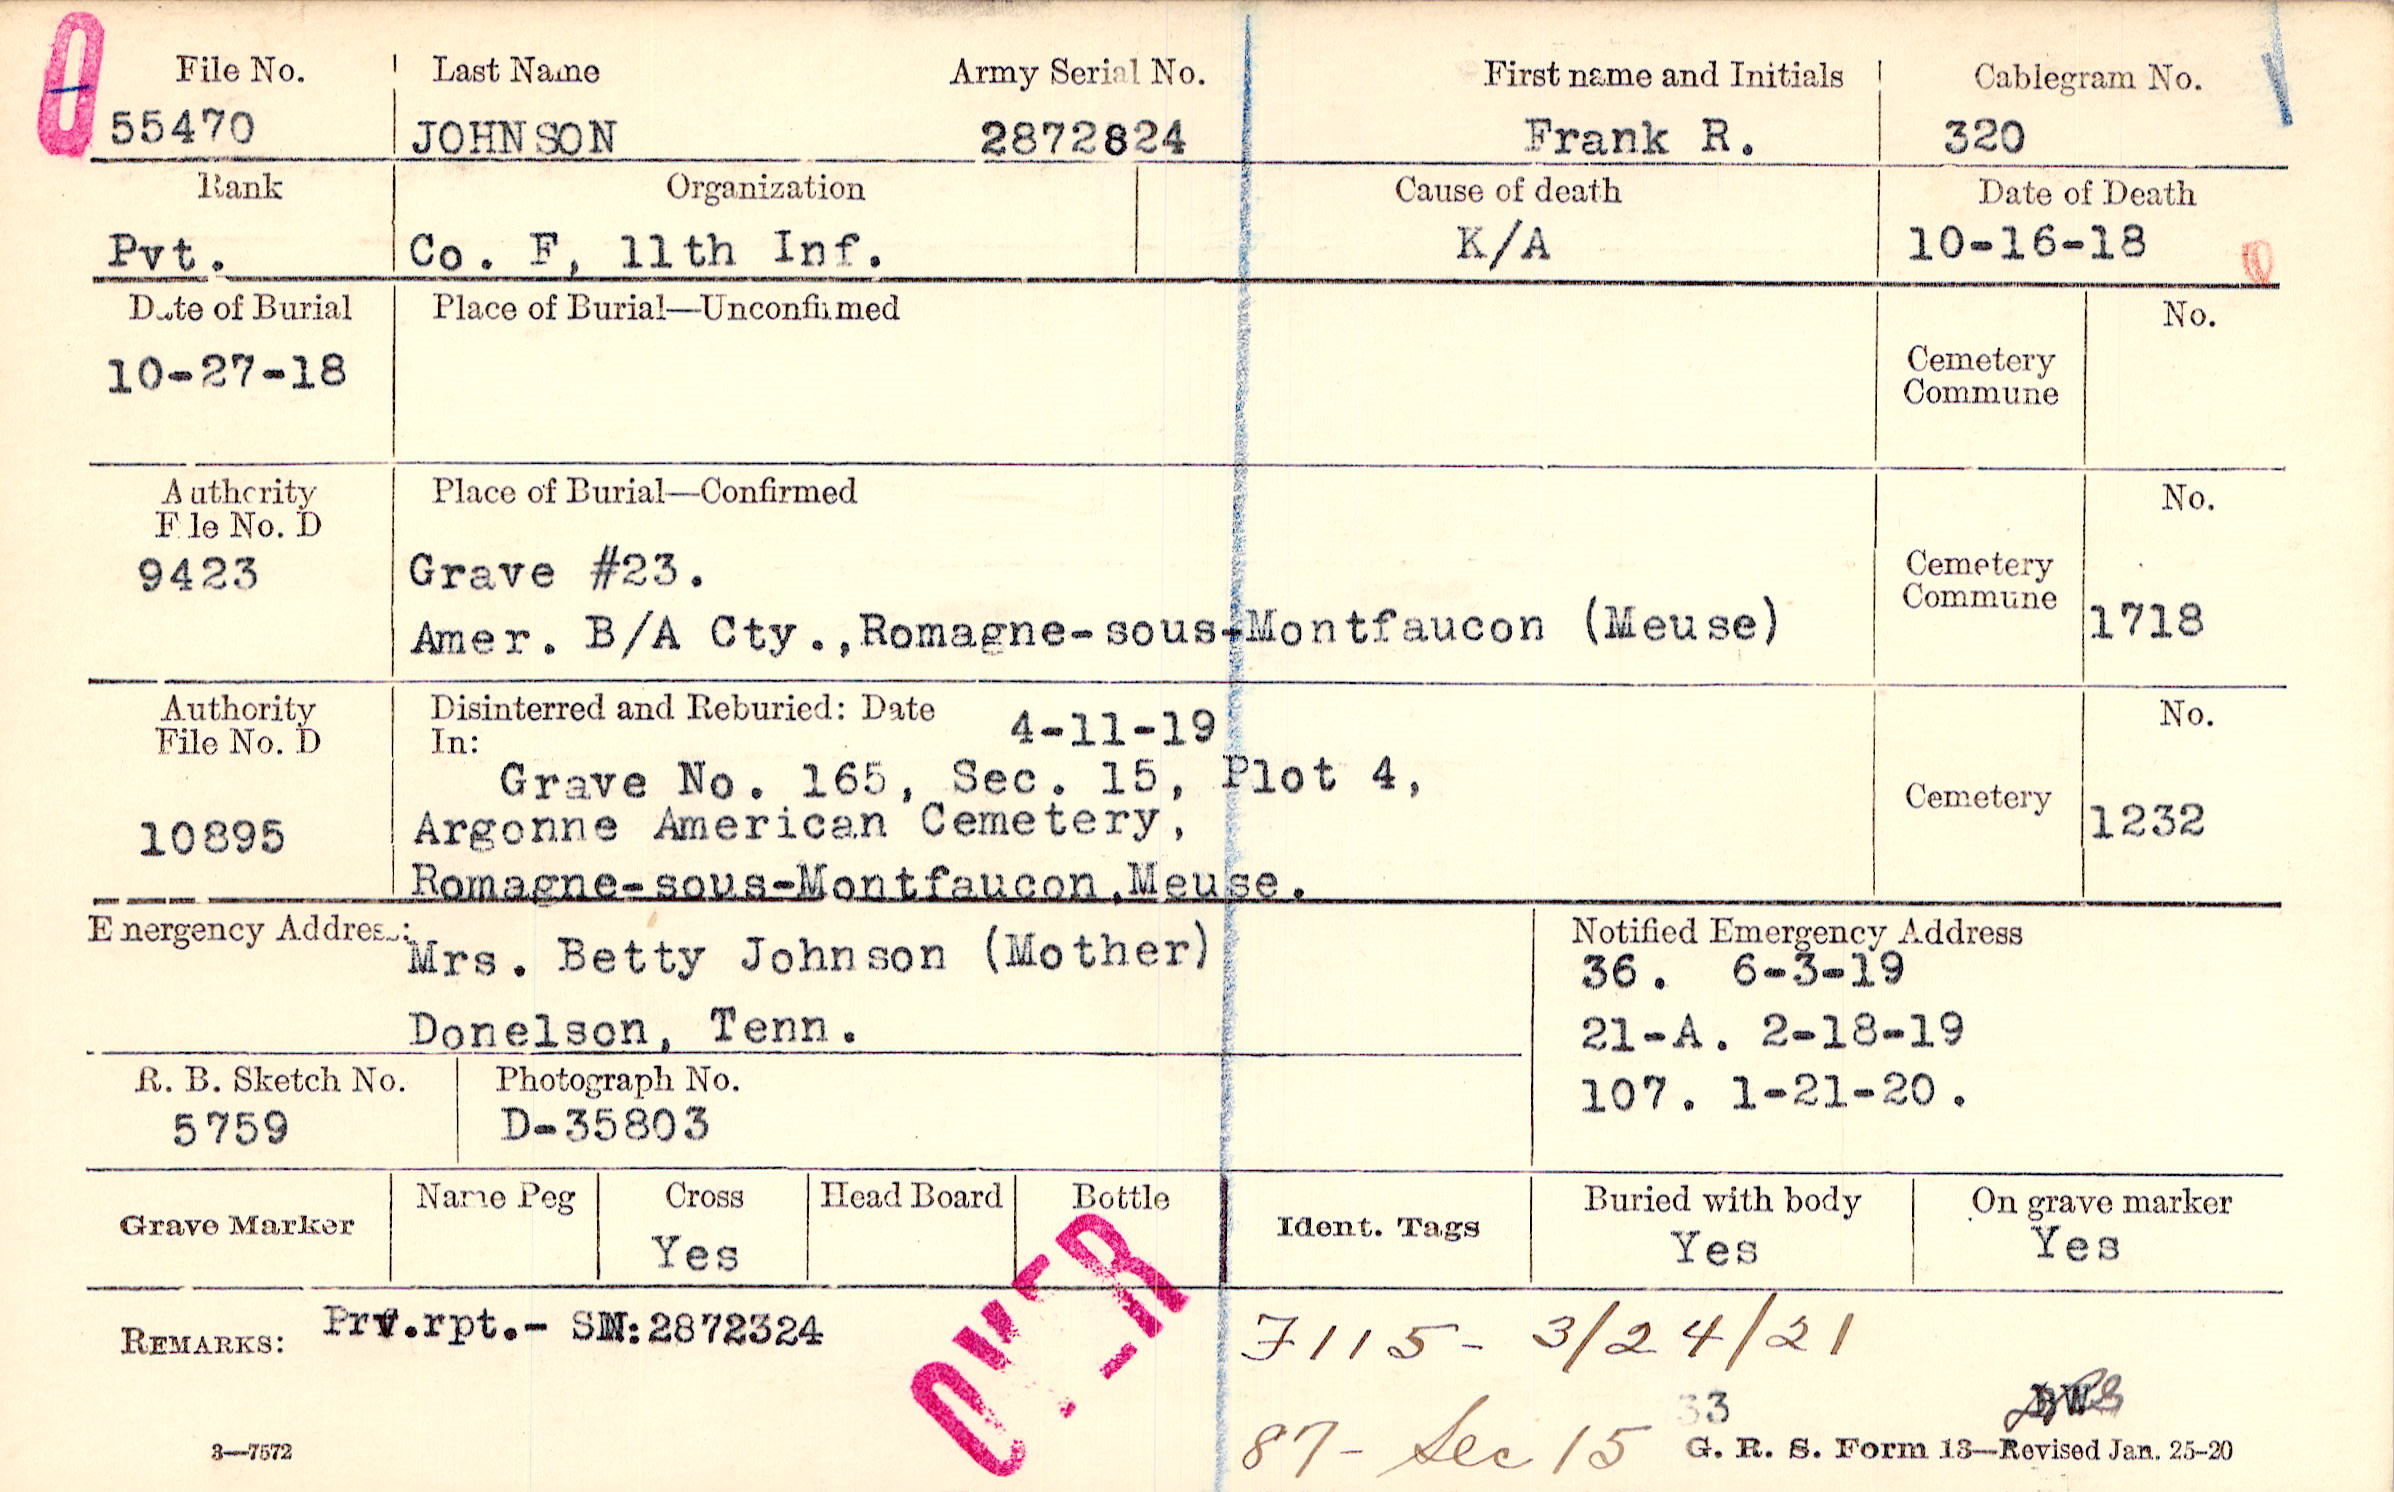 File No. Last Name Army Serial No. First name and Initials Cablegram No.
55470 JOHNSON 2872824 Frank R. 320
Rank Organization Cause of death Date of Death
Pvt. Co. F, 11th Inf. K/A 10-16-18
Date of Burial Place of Burial—Unconfirmed No.
10-27-18
Cemetery
Commune
Authority Place of Burial—Confirmed No.
File No. D
9423 Grave #23.
Cemetery
Commune
Amer. B/A Cty.,Romagne-sous-Montfaucon (Meuse) 1718
Authority Disinterred and Reburied: Date 4-11-19 No.
File No. D In:
Grave No. 165, Sec. 15, Plot 4,
Cemetery
10895 Argonne American Cemetery, 1232
Romagne-sous-Montfaucon,Meuse.
Emergency Address: Mrs. Betty Johnson (Mother)
Donelson, Tenn.
Notified Emergency Address
36. 6-3-19
21-A. 2-18-19
107. 1-21-20.
R. B. Sketch No. Photograph No.
5759 D-35803
Grave Marker Name Peg Cross Head Board Bottle Ident. Tags Buried with body On grave marker
Yes Yes Yes
REMARKS: Prv.rpt.- SN:2872324
OVER
F115- 3/24/21
33
87- Sec 15
3—7572 G. R. S. Form 13—Revised Jan. 25-20